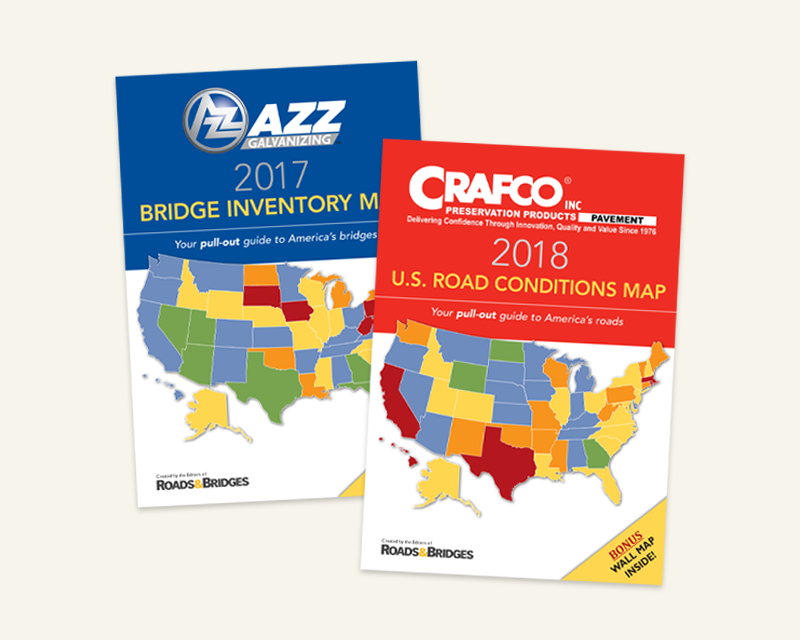 AZZ
GALVANIZING
2017
BRIDGE INVENTORY M
Your pull-out guide to America's bridges
Created by the Editors of
ROADS&BRIDGES
CRAFCO® INC
PRESERVATION PRODUCTS PAVEMENT
Delivering Confidence Through Innovation, Quality and Value Since 1976
2018
U.S. ROAD CONDITIONS MAP
Your pull-out guide to America's roads
Created by the Editors of
ROADS&BRIDGES
BONUS
WALL MAP
INSIDE!